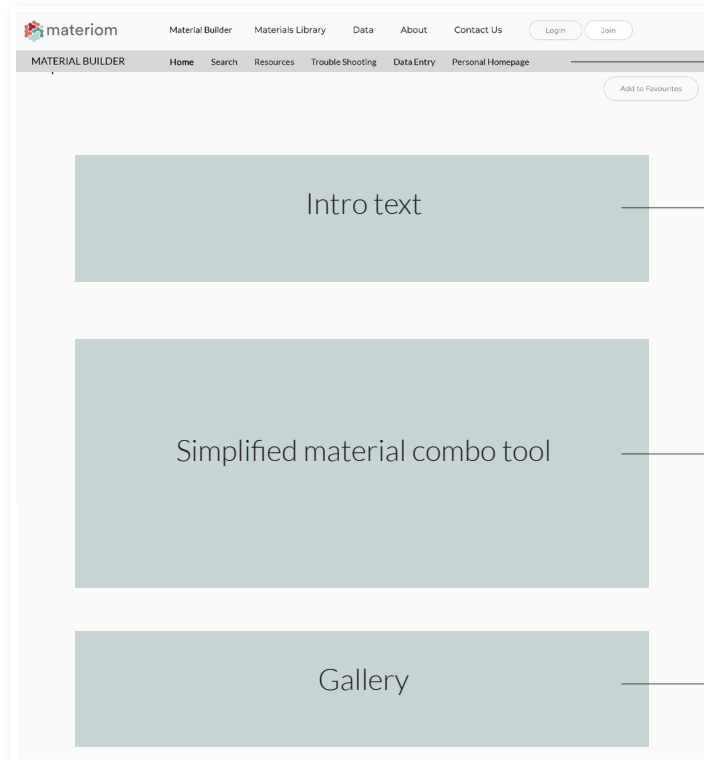 materiom Material Builder Materials Library Data About Contact Us Login Join
MATERIAL BUILDER Home Search Resources Trouble Shooting Data Entry Personal Homepage
Add to Favourites
Intro text
Simplified material combo tool
Gallery